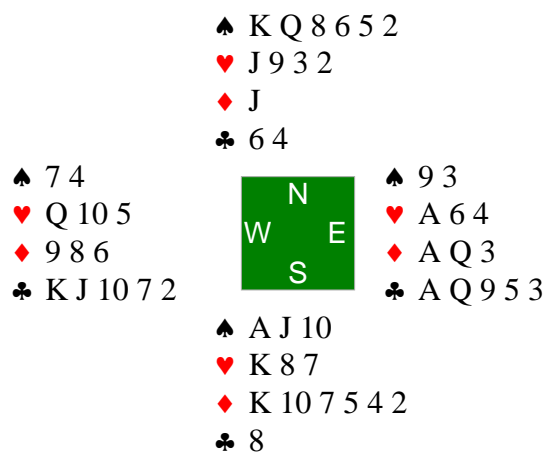 ♠ K Q 8 6 5 2
♥ J 9 3 2
♦ J
♣ 6 4
♠ 7 4
♥ Q 10 5
♦ 9 8 6
♣ K J 10 7 2
N
W E
S
♠ 9 3
♥ A 6 4
♦ A Q 3
♣ A Q 9 5 3
♠ A J 10
♥ K 8 7
♦ K 10 7 5 4 2
♣ 8